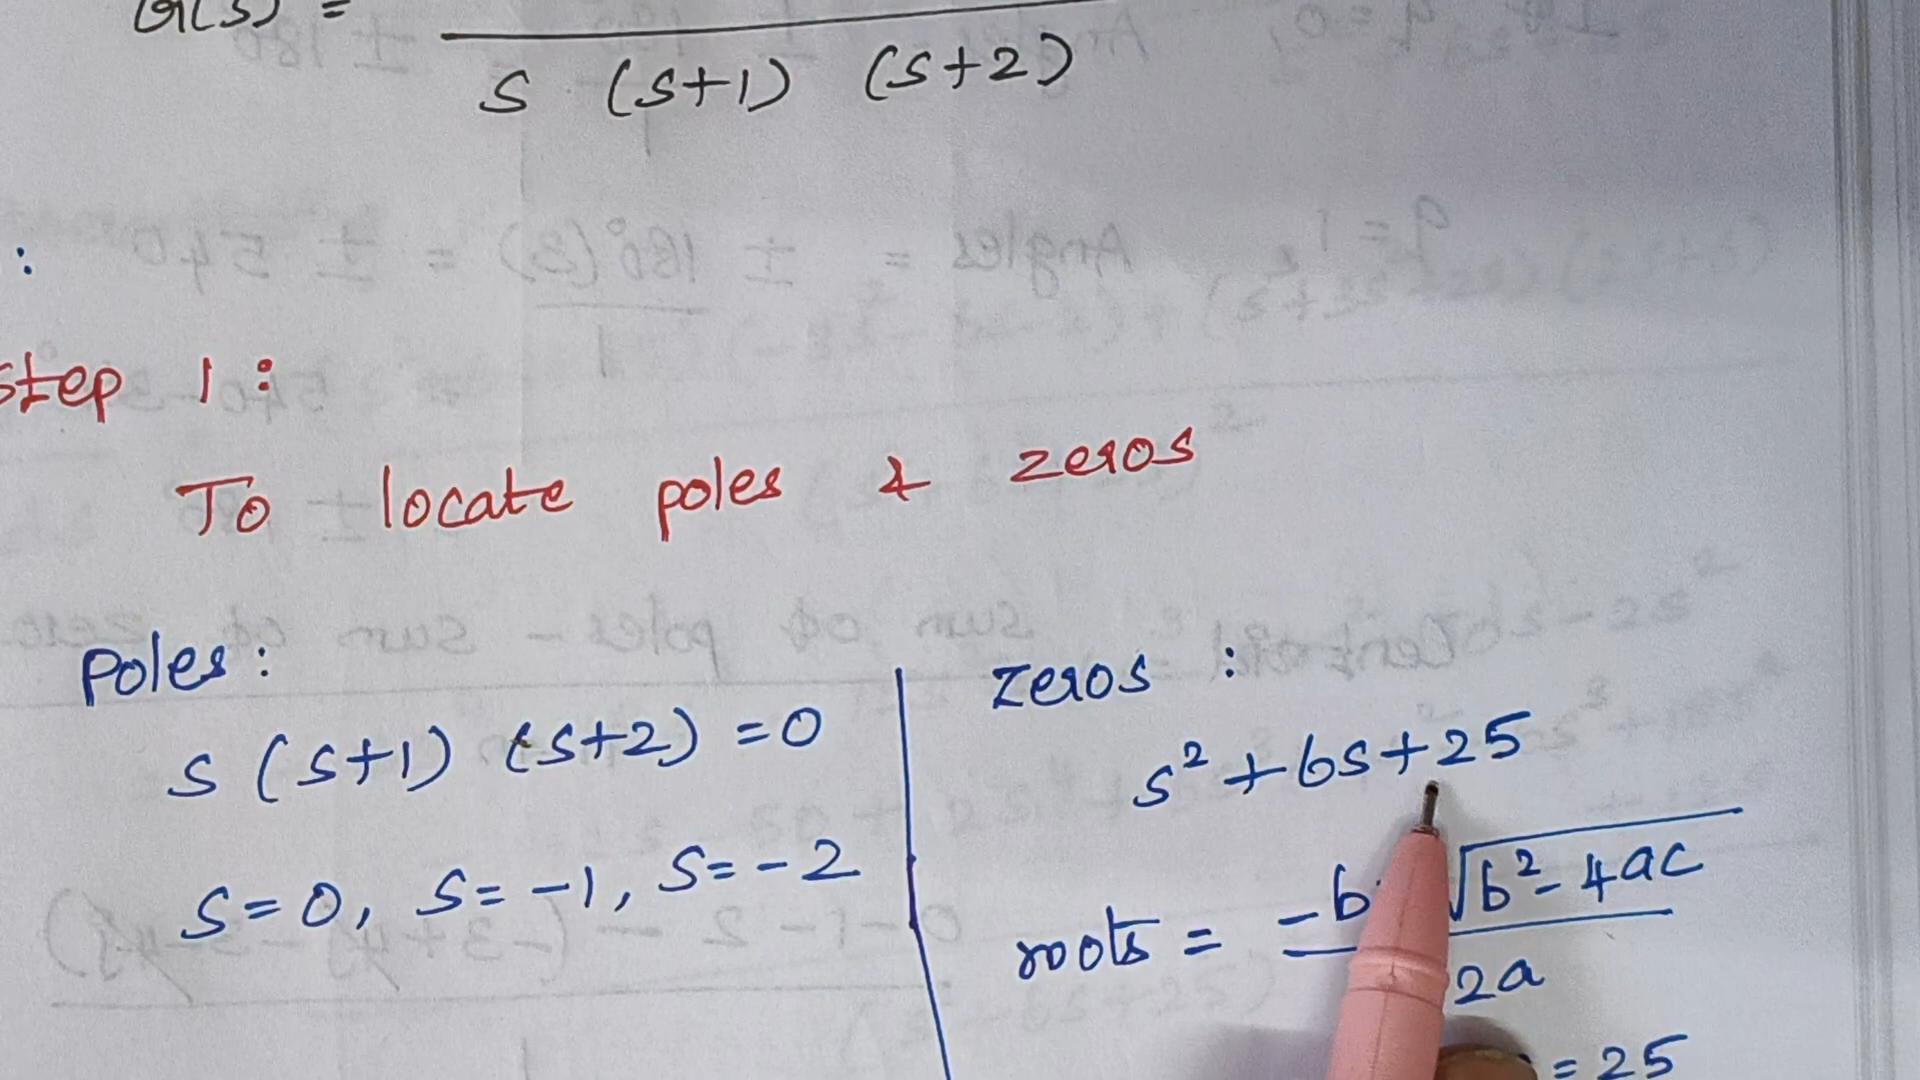 G(s) =
s (s+1) (s+2)
:
Step 1 :
To locate poles & zeros
Poles :
s (s+1) (s+2) = 0
s = 0, s = -1, s = -2
zeros :
s² + 6s + 25
roots = -b √b² - 4ac
2a
= 25